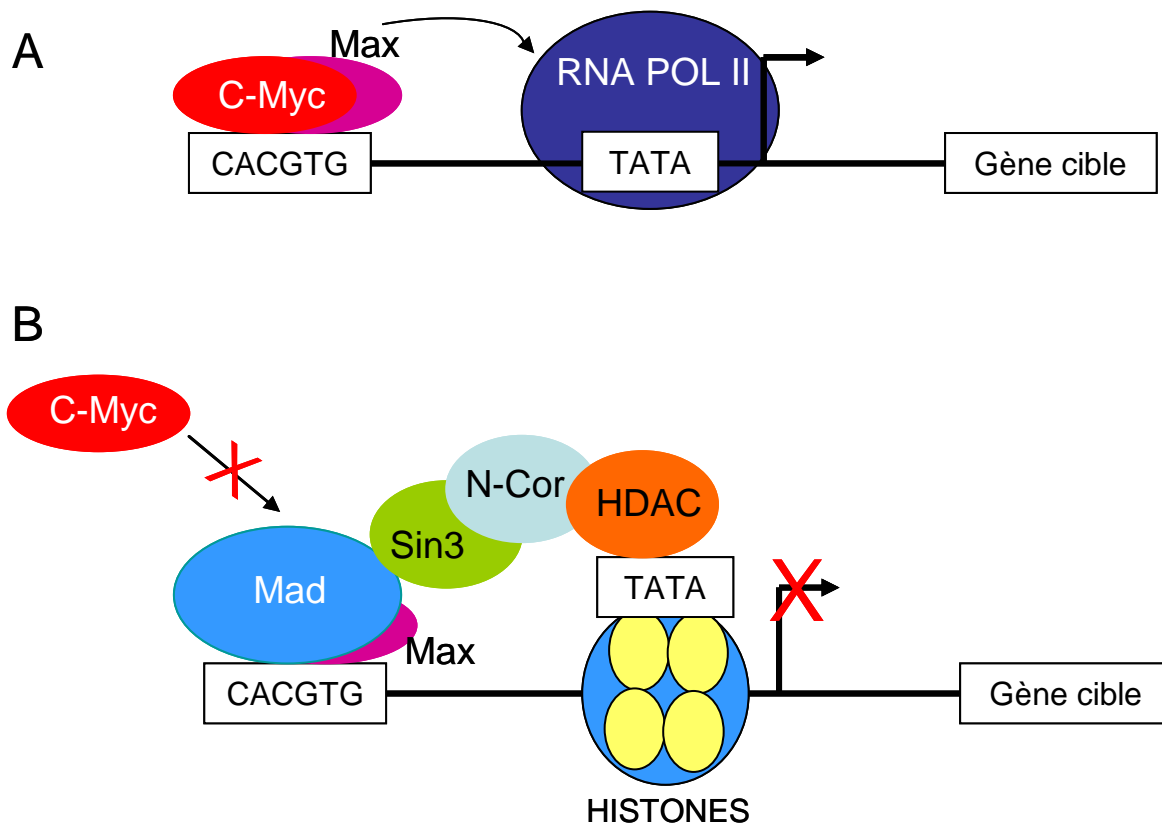 A
Max
C-Myc
RNA POL II
CACGTG
TATA
Gène cible
B
C-Myc
N-Cor
HDAC
Sin3
Mad
TATA
Max
CACGTG
Gène cible
HISTONES